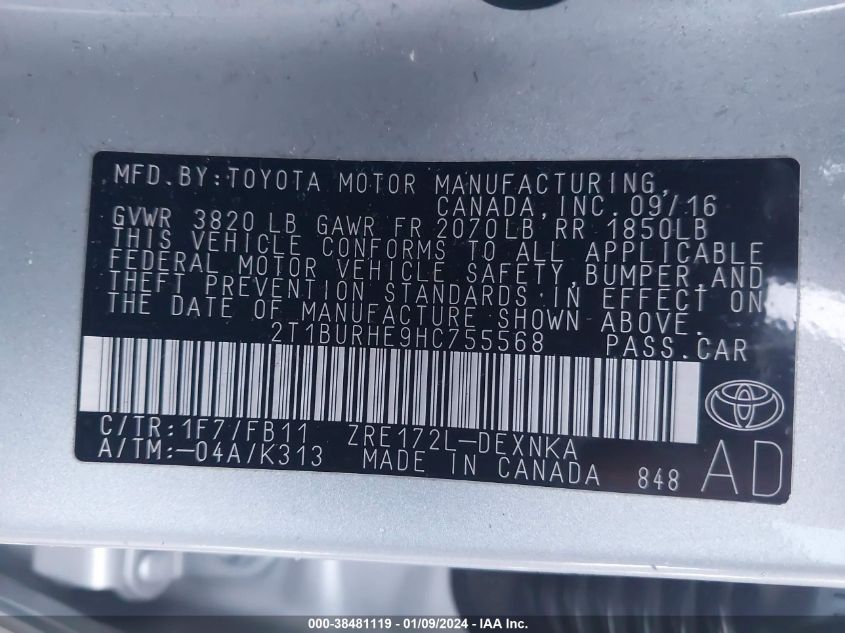 MFD.BY:TOYOTA MOTOR MANUFACTURING,
CANADA,INC. 09/16
GVWR 3820 LB GAWR FR 2070LB RR 1850LB
THIS VEHICLE CONFORMS TO ALL APPLICABLE
FEDERAL MOTOR VEHICLE SAFETY,BUMPER,AND
THEFT PREVENTION STANDARDS IN EFFECT ON
THE DATE OF MANUFACTURE SHOWN ABOVE.
2T1BURHE9HC755568 PASS.CAR
C/TR:1F7/FB11 ZRE172L-DEXNKA
A/TM:-04A/K313 MADE IN CANADA 848
AD
000-38481119 - 01/09/2024 - IAA, Inc.